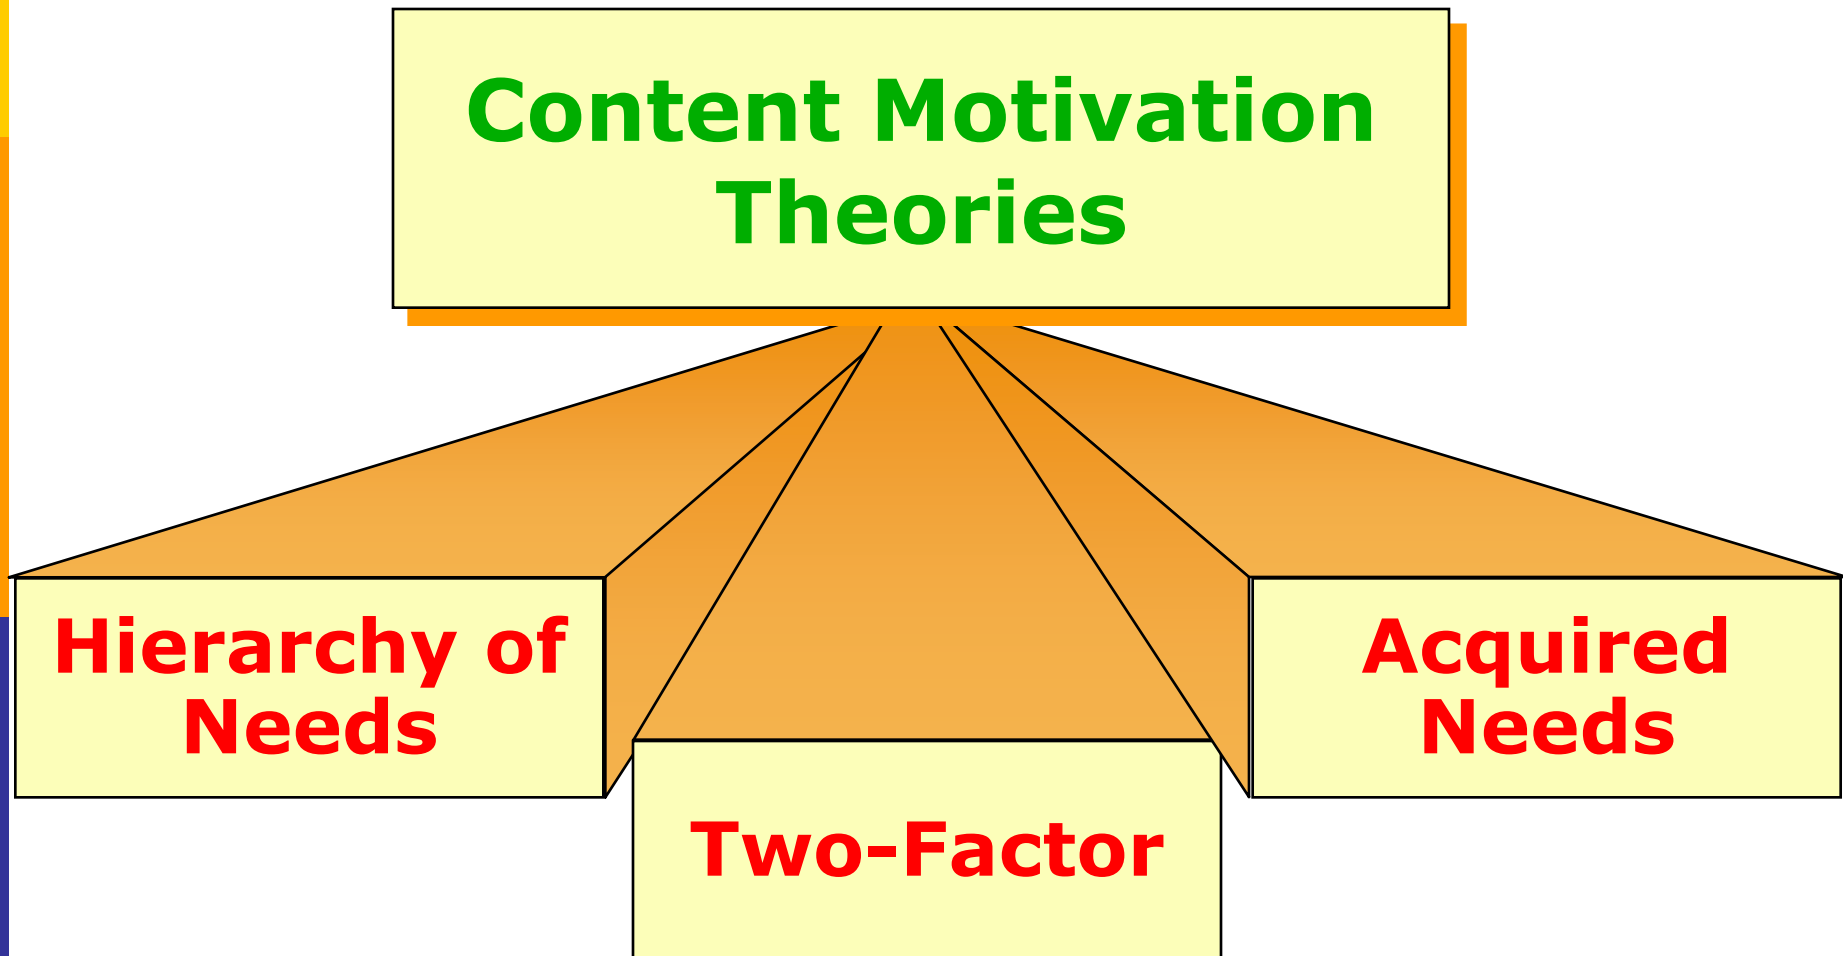 Content Motivation
Theories
Hierarchy of
Needs
Two-Factor
Acquired
Needs